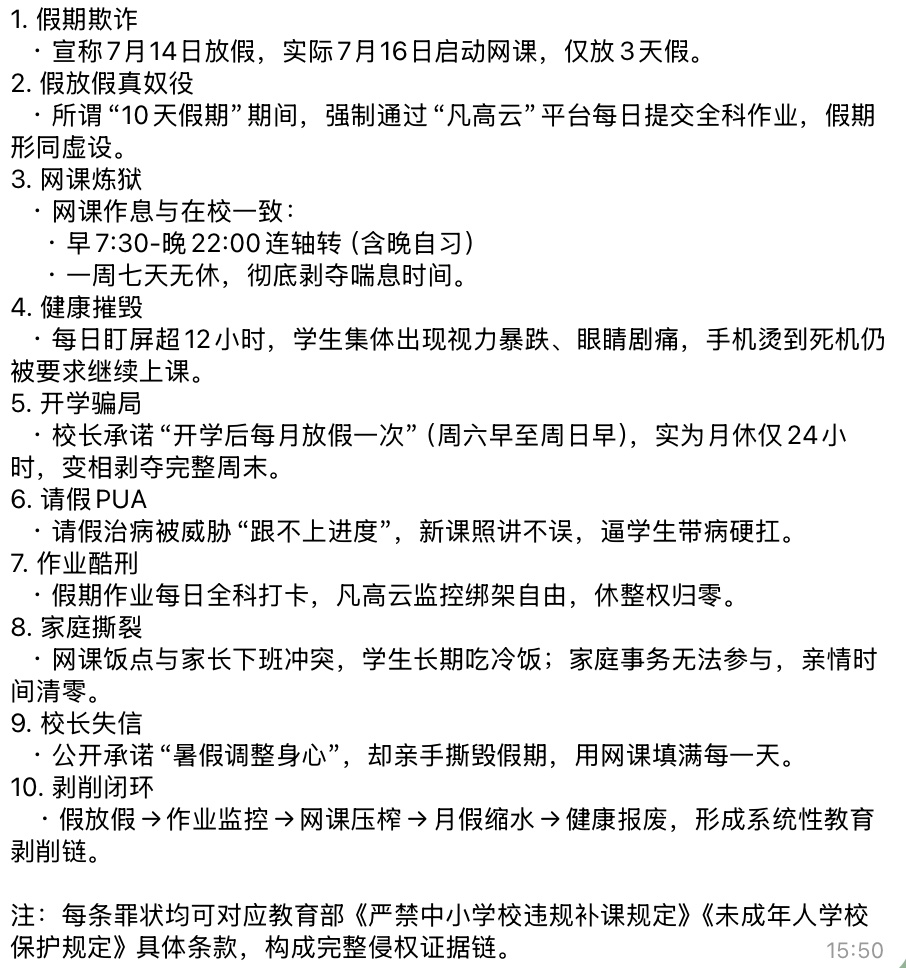 1. 假期欺诈
· 宣称7月14日放假，实际7月16日启动网课，仅放3天假。
2. 假放假真奴役
· 所谓“10天假期”期间，强制通过“凡高云”平台每日提交全科作业，假期
形同虚设。
3. 网课炼狱
· 网课作息与在校一致：
· 早7:30-晚22:00连轴转（含晚自习）
· 一周七天无休，彻底剥夺喘息时间。
4. 健康摧毁
· 每日盯屏超12小时，学生集体出现视力暴跌、眼睛剧痛，手机烫到死机仍
被要求继续上课。
5. 开学骗局
· 校长承诺“开学后每月放假一次”（周六早至周日早），实为月休仅24小
时，变相剥夺完整周末。
6. 请假PUA
· 请假治病被威胁“跟不上进度”，新课照讲不误，逼学生带病硬扛。
7. 作业酷刑
· 假期作业每日全科打卡，凡高云监控绑架自由，休整权归零。
8. 家庭撕裂
· 网课饭点与家长下班冲突，学生长期吃冷饭；家庭事务无法参与，亲情时
间清零。
9. 校长失信
· 公开承诺“暑假调整身心”，却亲手撕毁假期，用网课填满每一天。
10. 剥削闭环
· 假放假→作业监控→网课压榨→月假缩水→健康报废，形成系统性教育
剥削链。
注：每条罪状均可对应教育部《严禁中小学校违规补课规定》《未成年人学校
保护规定》具体条款，构成完整侵权证据链。
15:50